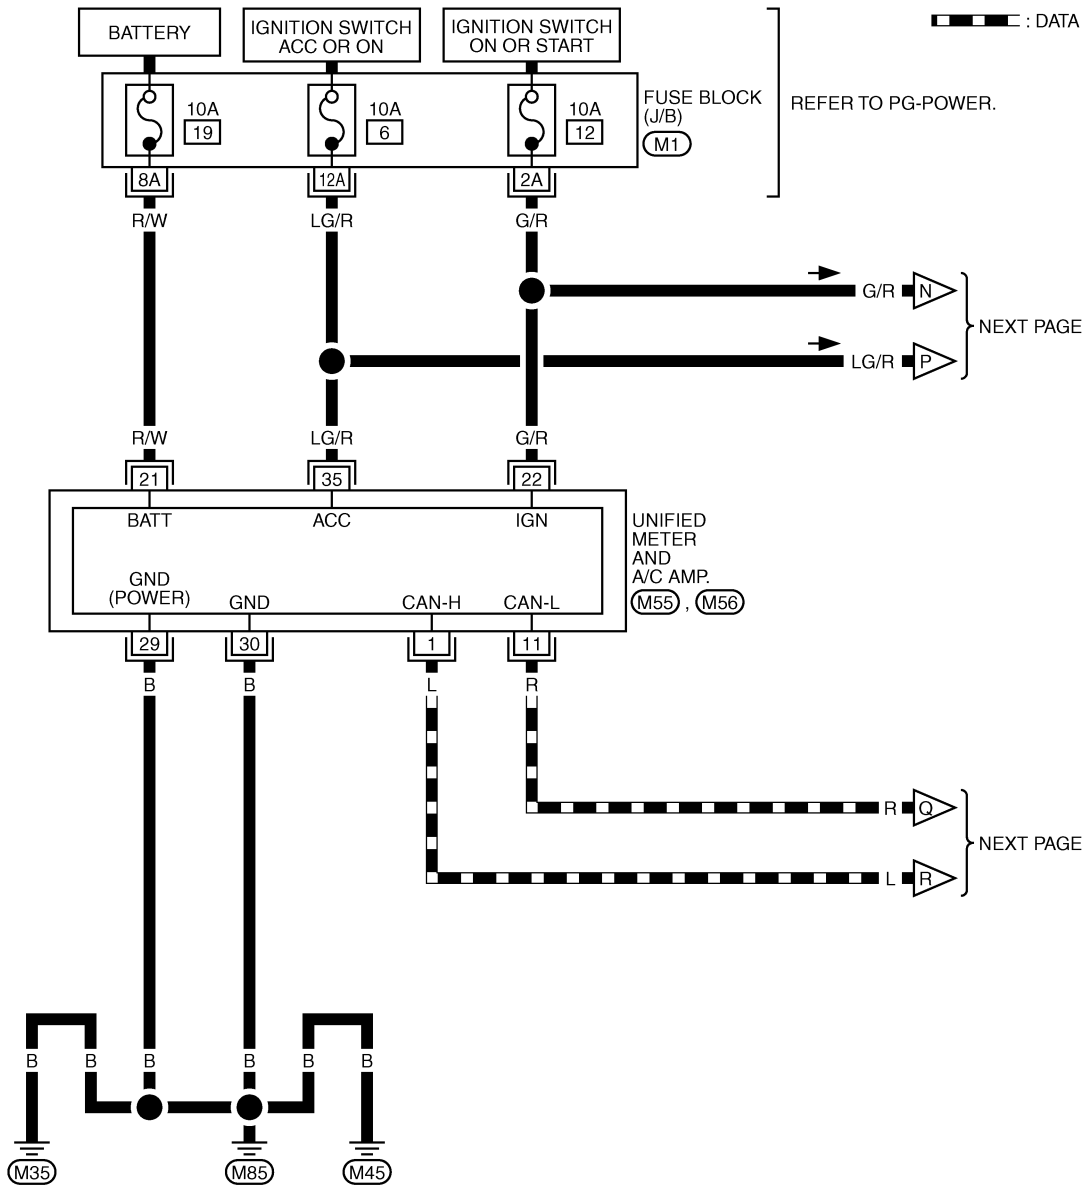 BATTERY
IGNITION SWITCH
ACC OR ON
IGNITION SWITCH
ON OR START
: DATA
10A
19
10A
6
10A
12
FUSE BLOCK
(J/B)
M1
REFER TO PG-POWER.
8A
12A
2A
R/W
LG/R
G/R
G/R
N
NEXT PAGE
LG/R
P
R/W
LG/R
G/R
21
35
22
BATT
ACC
IGN
UNIFIED
METER
AND
A/C AMP.
M55 , M56
GND
(POWER)
GND
CAN-H
CAN-L
29
30
1
11
B
B
L
R
R
Q
NEXT PAGE
L
R
B
B
B
B
B
B
M35
M85
M45